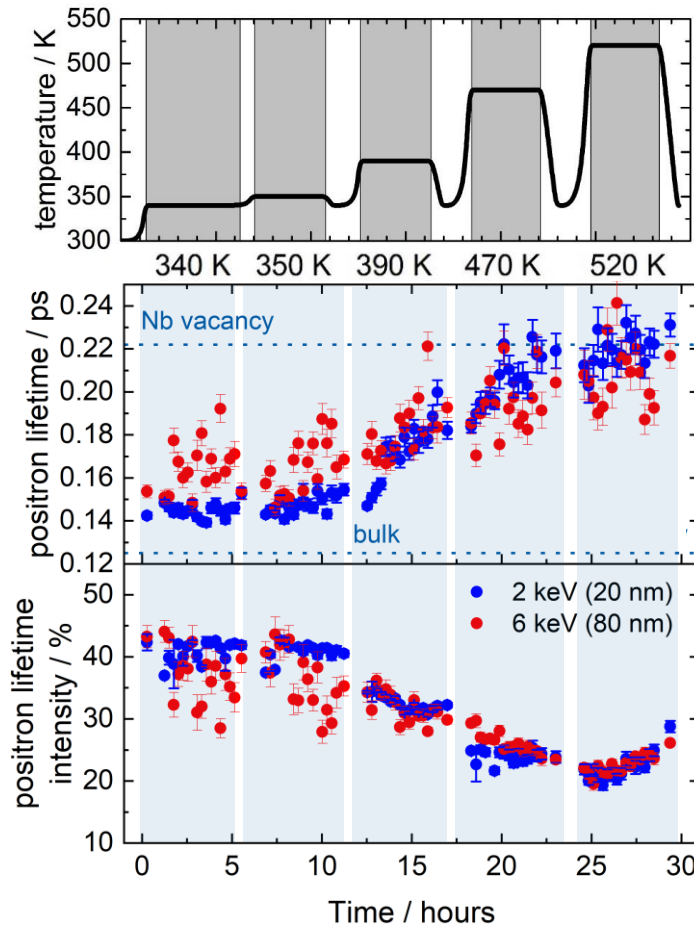 temperature / K
550
500
450
400
350
300
340 K 350 K 390 K 470 K 520 K
positron lifetime / ps
0.24
0.22
0.20
0.18
0.16
0.14
0.12
Nb vacancy
bulk
positron lifetime
intensity / %
50
40
30
20
10
2 keV (20 nm)
6 keV (80 nm)
0 5 10 15 20 25 30
Time / hours